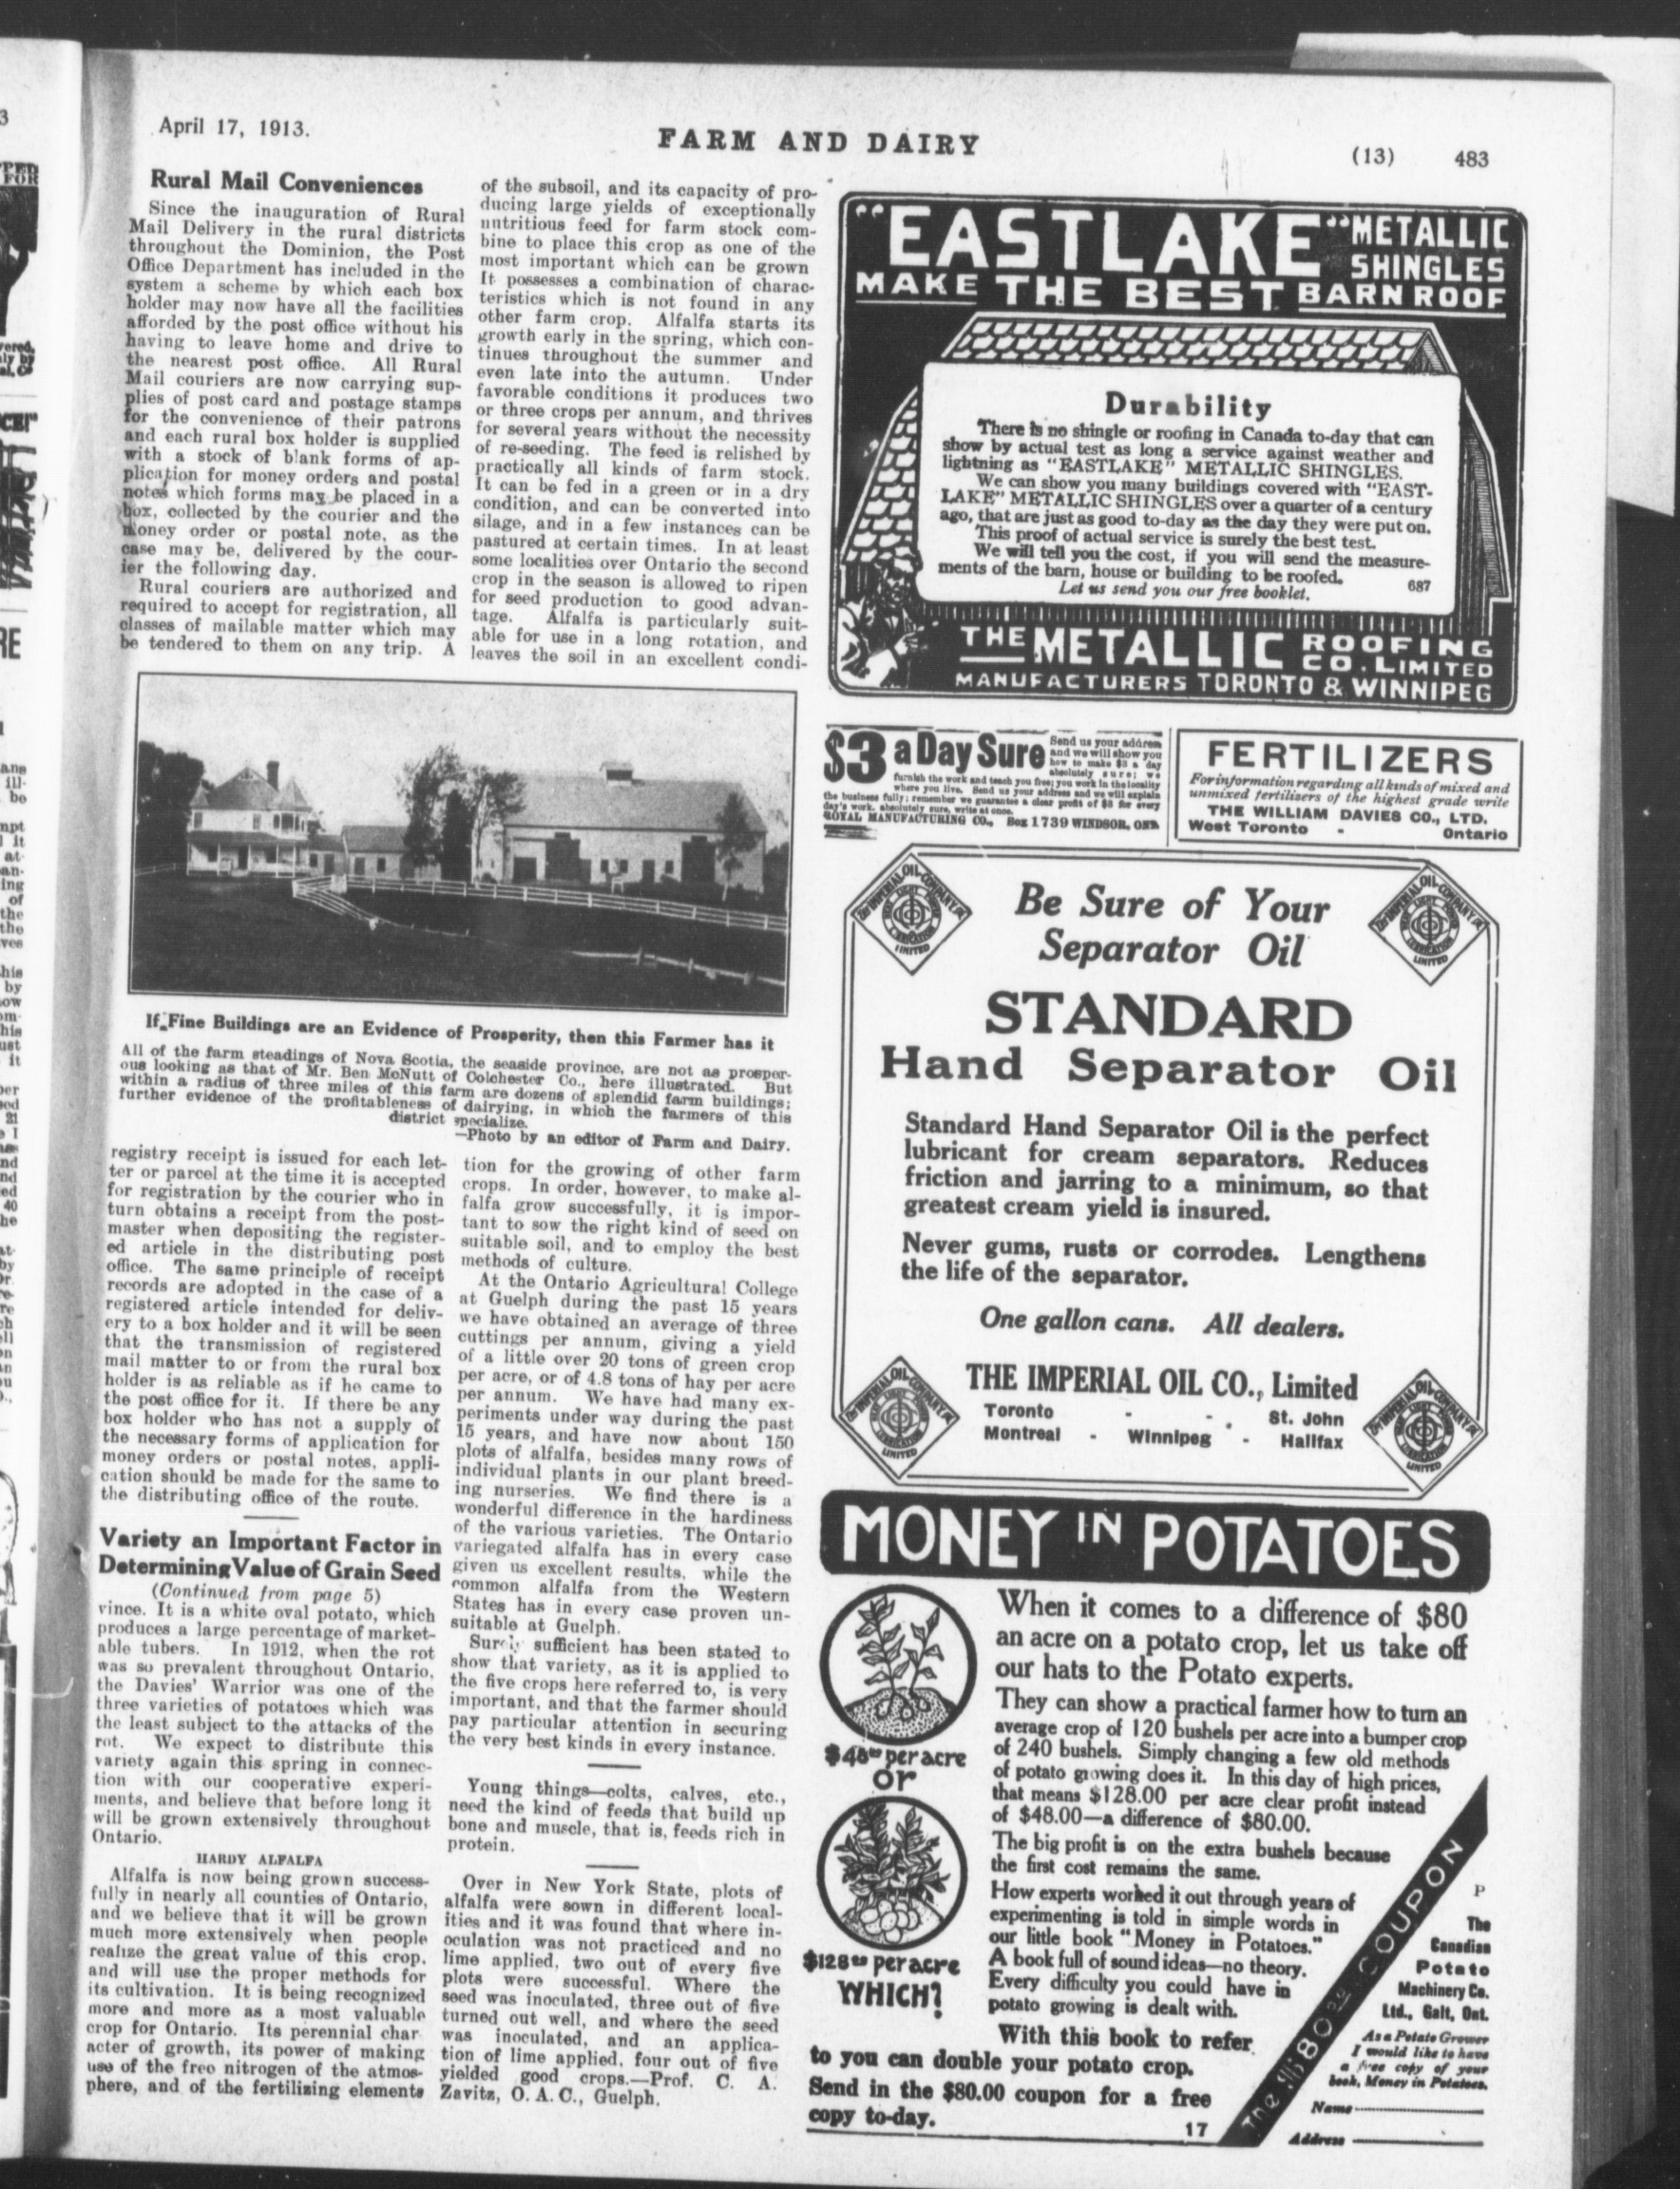 April 17, 1913.
FARM AND DAIRY
(13) 483
Rural Mail Conveniences
Since the inauguration of Rural
Mail Delivery in the rural districts
throughout the Dominion, the Post
Office Department has included in the
system a scheme by which each box
holder may now have all the facilities
afforded by the post office without his
having to leave home and drive to
the nearest post office. All Rural
Mail couriers are now carrying sup-
plies of post card and postage stamps
for the convenience of their patrons
and each rural box holder is supplied
with a stock of blank forms of ap-
plication for money orders and postal
notes which forms may be placed in a
box, collected by the courier and the
money order or postal note, as the
case may be, delivered by the cour-
ier the following day.
Rural couriers are authorized and
required to accept for registration, all
classes of mailable matter which may
be tendered to them on any trip. A
registry receipt is issued for each let-
ter or parcel at the time it is accepted
for registration by the courier who in
turn obtains a receipt from the post-
master when depositing the register-
ed article in the distributing post
office. The same principle of receipt
records are adopted in the case of a
registered article intended for deliv-
ery to a box holder and it will be seen
that the transmission of registered
mail matter to or from the rural box
holder is as reliable as if he came to
the post office for it. If there be any
box holder who has not a supply of
the necessary forms of application for
money orders or postal notes, appli-
cation should be made for the same to
the distributing office of the route.
Variety an Important Factor in
Determining Value of Grain Seed
(Continued from page 5)
vince. It is a white oval potato, which
produces a large percentage of market-
able tubers. In 1912, when the rot
was so prevalent throughout Ontario,
the Davies' Warrior was one of the
three varieties of potatoes which was
the least subject to the attacks of the
rot. We expect to distribute this
variety again this spring in connec-
tion with our cooperative experi-
ments, and believe that before long it
will be grown extensively throughout
Ontario.
HARDY ALFALFA
Alfalfa is now being grown success-
fully in nearly all counties of Ontario,
and we believe that it will be grown
much more extensively when people
realize the great value of this crop,
and will use the proper methods for
its cultivation. It is being recognized
more and more as a most valuable
crop for Ontario. Its perennial char
acter of growth, its power of making
use of the free nitrogen of the atmos-
phere, and of the fertilizing elements
of the subsoil, and its capacity of pro-
ducing large yields of exceptionally
nutritious feed for farm stock com-
bine to place this crop as one of the
most important which can be grown
It possesses a combination of charac-
teristics which is not found in any
other farm crop. Alfalfa starts its
growth early in the spring, which con-
tinues throughout the summer and
even late into the autumn. Under
favorable conditions it produces two
or three crops per annum, and thrives
for several years without the necessity
of re-seeding. The feed is relished by
practically all kinds of farm stock.
It can be fed in a green or in a dry
condition, and can be converted into
silage, and in a few instances can be
pastured at certain times. In at least
some localities over Ontario the second
crop in the season is allowed to ripen
for seed production to good advan-
tage. Alfalfa is particularly suit-
able for use in a long rotation, and
leaves the soil in an excellent condi-
tion for the growing of other farm
crops. In order, however, to make al-
falfa grow successfully, it is impor-
tant to sow the right kind of seed on
suitable soil, and to employ the best
methods of culture.
At the Ontario Agricultural College
at Guelph during the past 15 years
we have obtained an average of three
cuttings per annum, giving a yield
of a little over 20 tons of green crop
per acre, or of 4.8 tons of hay per acre
per annum. We have had many ex-
periments under way during the past
15 years, and have now about 150
plots of alfalfa, besides many rows of
individual plants in our plant breed-
ing nurseries. We find there is a
wonderful difference in the hardiness
of the various varieties. The Ontario
variegated alfalfa has in every case
given us excellent results, while the
common alfalfa from the Western
States has in every case proven un-
suitable at Guelph.
Surely sufficient has been stated to
show that variety, as it is applied to
the five crops here referred to, is very
important, and that the farmer should
pay particular attention in securing
the very best kinds in every instance.
Young things—colts, calves, etc.,
need the kind of feeds that build up
bone and muscle, that is, feeds rich in
protein.
Over in New York State, plots of
alfalfa were sown in different local-
ities and it was found that where in-
oculation was not practiced and no
lime applied, two out of every five
plots were successful. Where the
seed was inoculated, three out of five
turned out well, and where the seed
was inoculated, and an applica-
tion of lime applied, four out of five
yielded good crops.—Prof. C. A.
Zavitz, O. A. C., Guelph.
If Fine Buildings are an Evidence of Prosperity, then this Farmer has it
All of the farm steadings of Nova Scotia, the seaside province, are not as prosper-
ous looking as that of Mr. Ben McNutt of Colchester Co., here illustrated. But
within a radius of three miles of this farm are dozens of splendid farm buildings;
further evidence of the profitableness of dairying, in which the farmers of this
district specialize.
—Photo by an editor of Farm and Dairy.
"EASTLAKE" METALLIC
SHINGLES
MAKE THE BEST BARN ROOF
Durability
There is no shingle or roofing in Canada to-day that can
show by actual test as long a service against weather and
lightning as "EASTLAKE" METALLIC SHINGLES.
We can show you many buildings covered with "EAST-
LAKE" METALLIC SHINGLES over a quarter of a century
ago, that are just as good to-day as the day they were put on.
This proof of actual service is surely the best test.
We will tell you the cost, if you will send the measure-
ments of the barn, house or building to be roofed.
Let us send you our free booklet. 687
THE METALLIC ROOFING
CO. LIMITED
MANUFACTURERS TORONTO & WINNIPEG
$3 a Day Sure
Send us your address
and we will show you
how to make $3 a day
absolutely sure; we
furnish the work and teach you free; you work in the locality
where you live. Send us your address and we will explain
the business fully; remember we guarantee a clear profit of $3 for every
day's work, absolutely sure, write at once.
ROYAL MANUFACTURING CO., Box 1739 WINDSOR, ONT.
FERTILIZERS
For information regarding all kinds of mixed and
unmixed fertilizers of the highest grade write
THE WILLIAM DAVIES CO., LTD.
West Toronto - Ontario
Be Sure of Your
Separator Oil
STANDARD
Hand Separator Oil
Standard Hand Separator Oil is the perfect
lubricant for cream separators. Reduces
friction and jarring to a minimum, so that
greatest cream yield is insured.
Never gums, rusts or corrodes. Lengthens
the life of the separator.
One gallon cans. All dealers.
THE IMPERIAL OIL CO., Limited
Toronto - - St. John
Montreal - Winnipeg - Halifax
MONEY IN POTATOES
$48.00 per acre
or
$128.00 per acre
WHICH?
When it comes to a difference of $80
an acre on a potato crop, let us take off
our hats to the Potato experts.
They can show a practical farmer how to turn an
average crop of 120 bushels per acre into a bumper crop
of 240 bushels. Simply changing a few old methods
of potato growing does it. In this day of high prices,
that means $128.00 per acre clear profit instead
of $48.00—a difference of $80.00.
The big profit is on the extra bushels because
the first cost remains the same.
How experts worked it out through years of
experimenting is told in simple words in
our little book "Money in Potatoes."
A book full of sound ideas—no theory.
Every difficulty you could have in
potato growing is dealt with.
With this book to refer
to you can double your potato crop.
Send in the $80.00 coupon for a free
copy to-day.
17
COUPON
P
The
Canadian
Potato
Machinery Co.
Ltd., Galt, Ont.
As a Potato Grower
I would like to have
a free copy of your
book, Money in Potatoes.
Name
Address